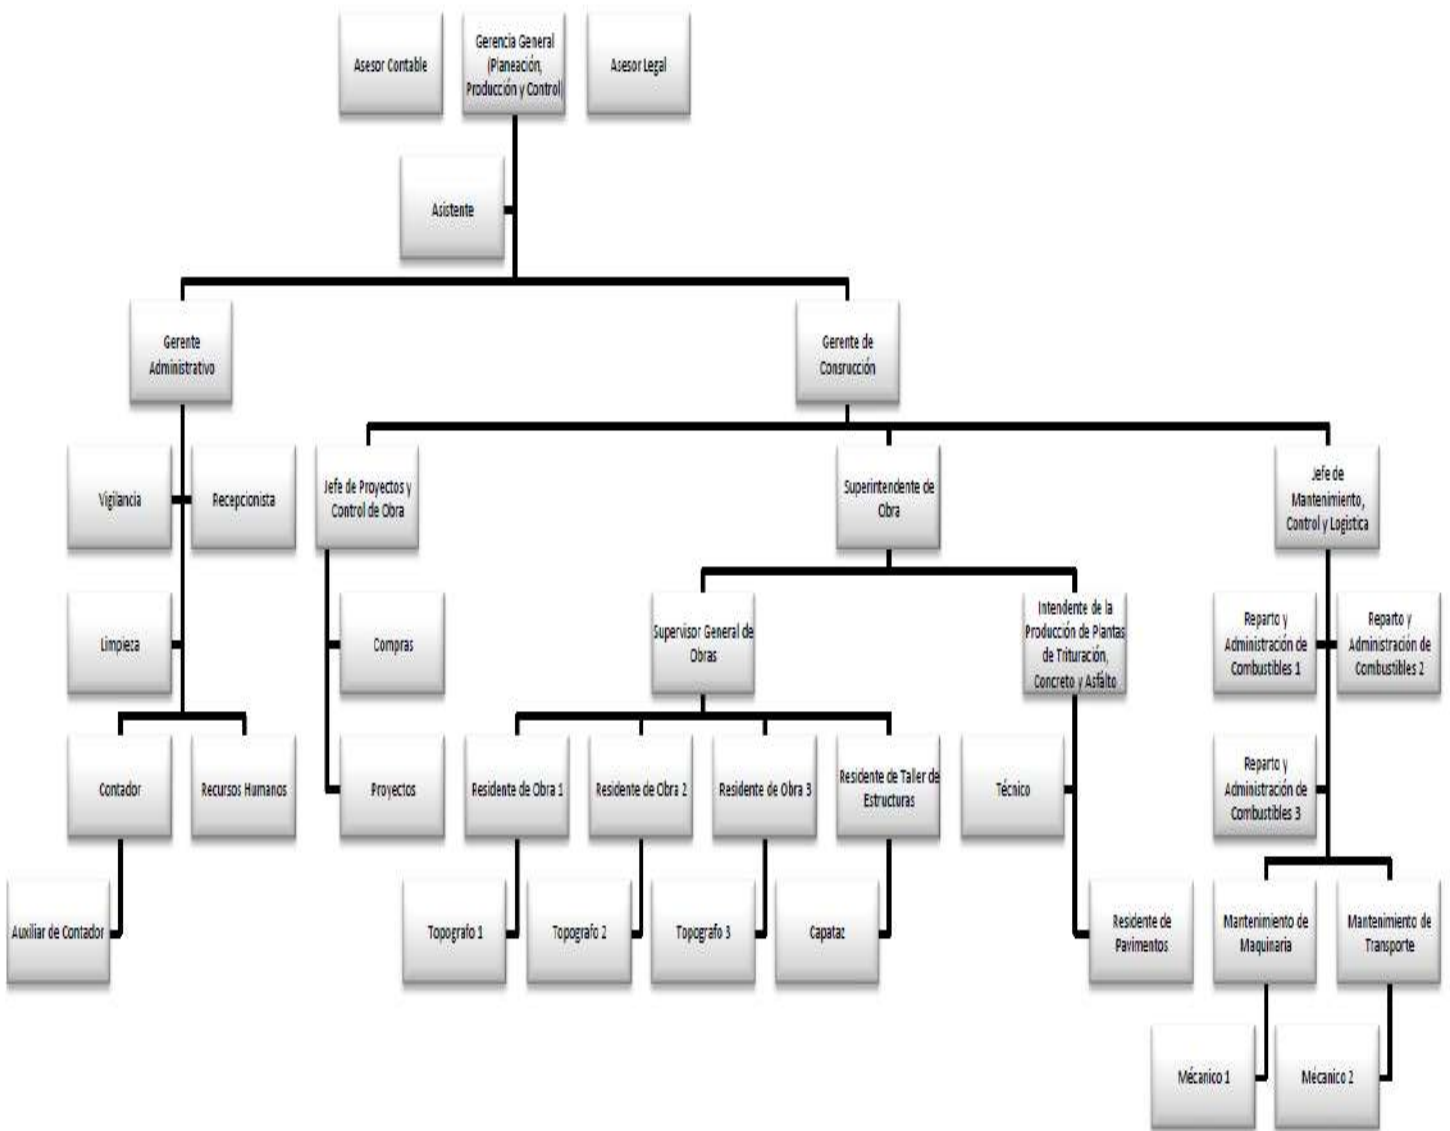 Asesor Contable
Gerencia General
(Planeación,
Producción y Control)
Asesor Legal
Asistente
Gerente
Administrativo
Gerente de
Consrucción
Vigilancia
Recepcionista
Jefe de Proyectos y
Control de Obra
Superintendente de
Obra
Jefe de
Mantenimiento,
Control y Logistica
Limpieza
Compras
Supervisor General de
Obras
Intendente de la
Producción de Plantas
de Trituración,
Concreto y Asfálto
Reparto y
Administración de
Combustibles 1
Reparto y
Administración de
Combustibles 2
Contador
Recursos Humanos
Proyectos
Residente de Obra 1
Residente de Obra 2
Residente de Obra 3
Residente de Taller de
Estructuras
Técnico
Reparto y
Administración de
Combustibles 3
Auxiliar de Contador
Topografo 1
Topografo 2
Topografo 3
Capataz
Residente de
Pavimentos
Mantenimiento de
Maquinaria
Mantenimiento de
Transporte
Mécanico 1
Mécanico 2